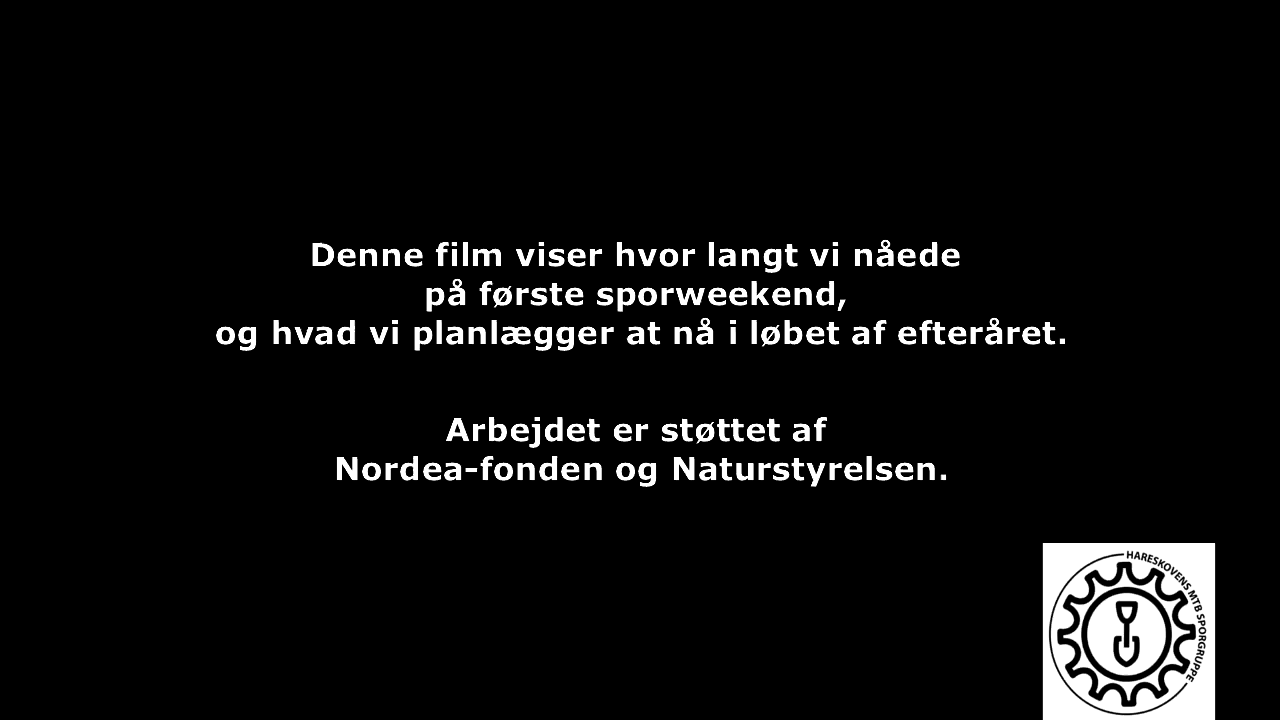 Denne film viser hvor langt vi nåede
på første sporweekend,
og hvad vi planlægger at nå i løbet af efteråret.
Arbejdet er støttet af
Nordea-fonden og Naturstyrelsen.
HARESKOVENS MTB SPORGRUPPE